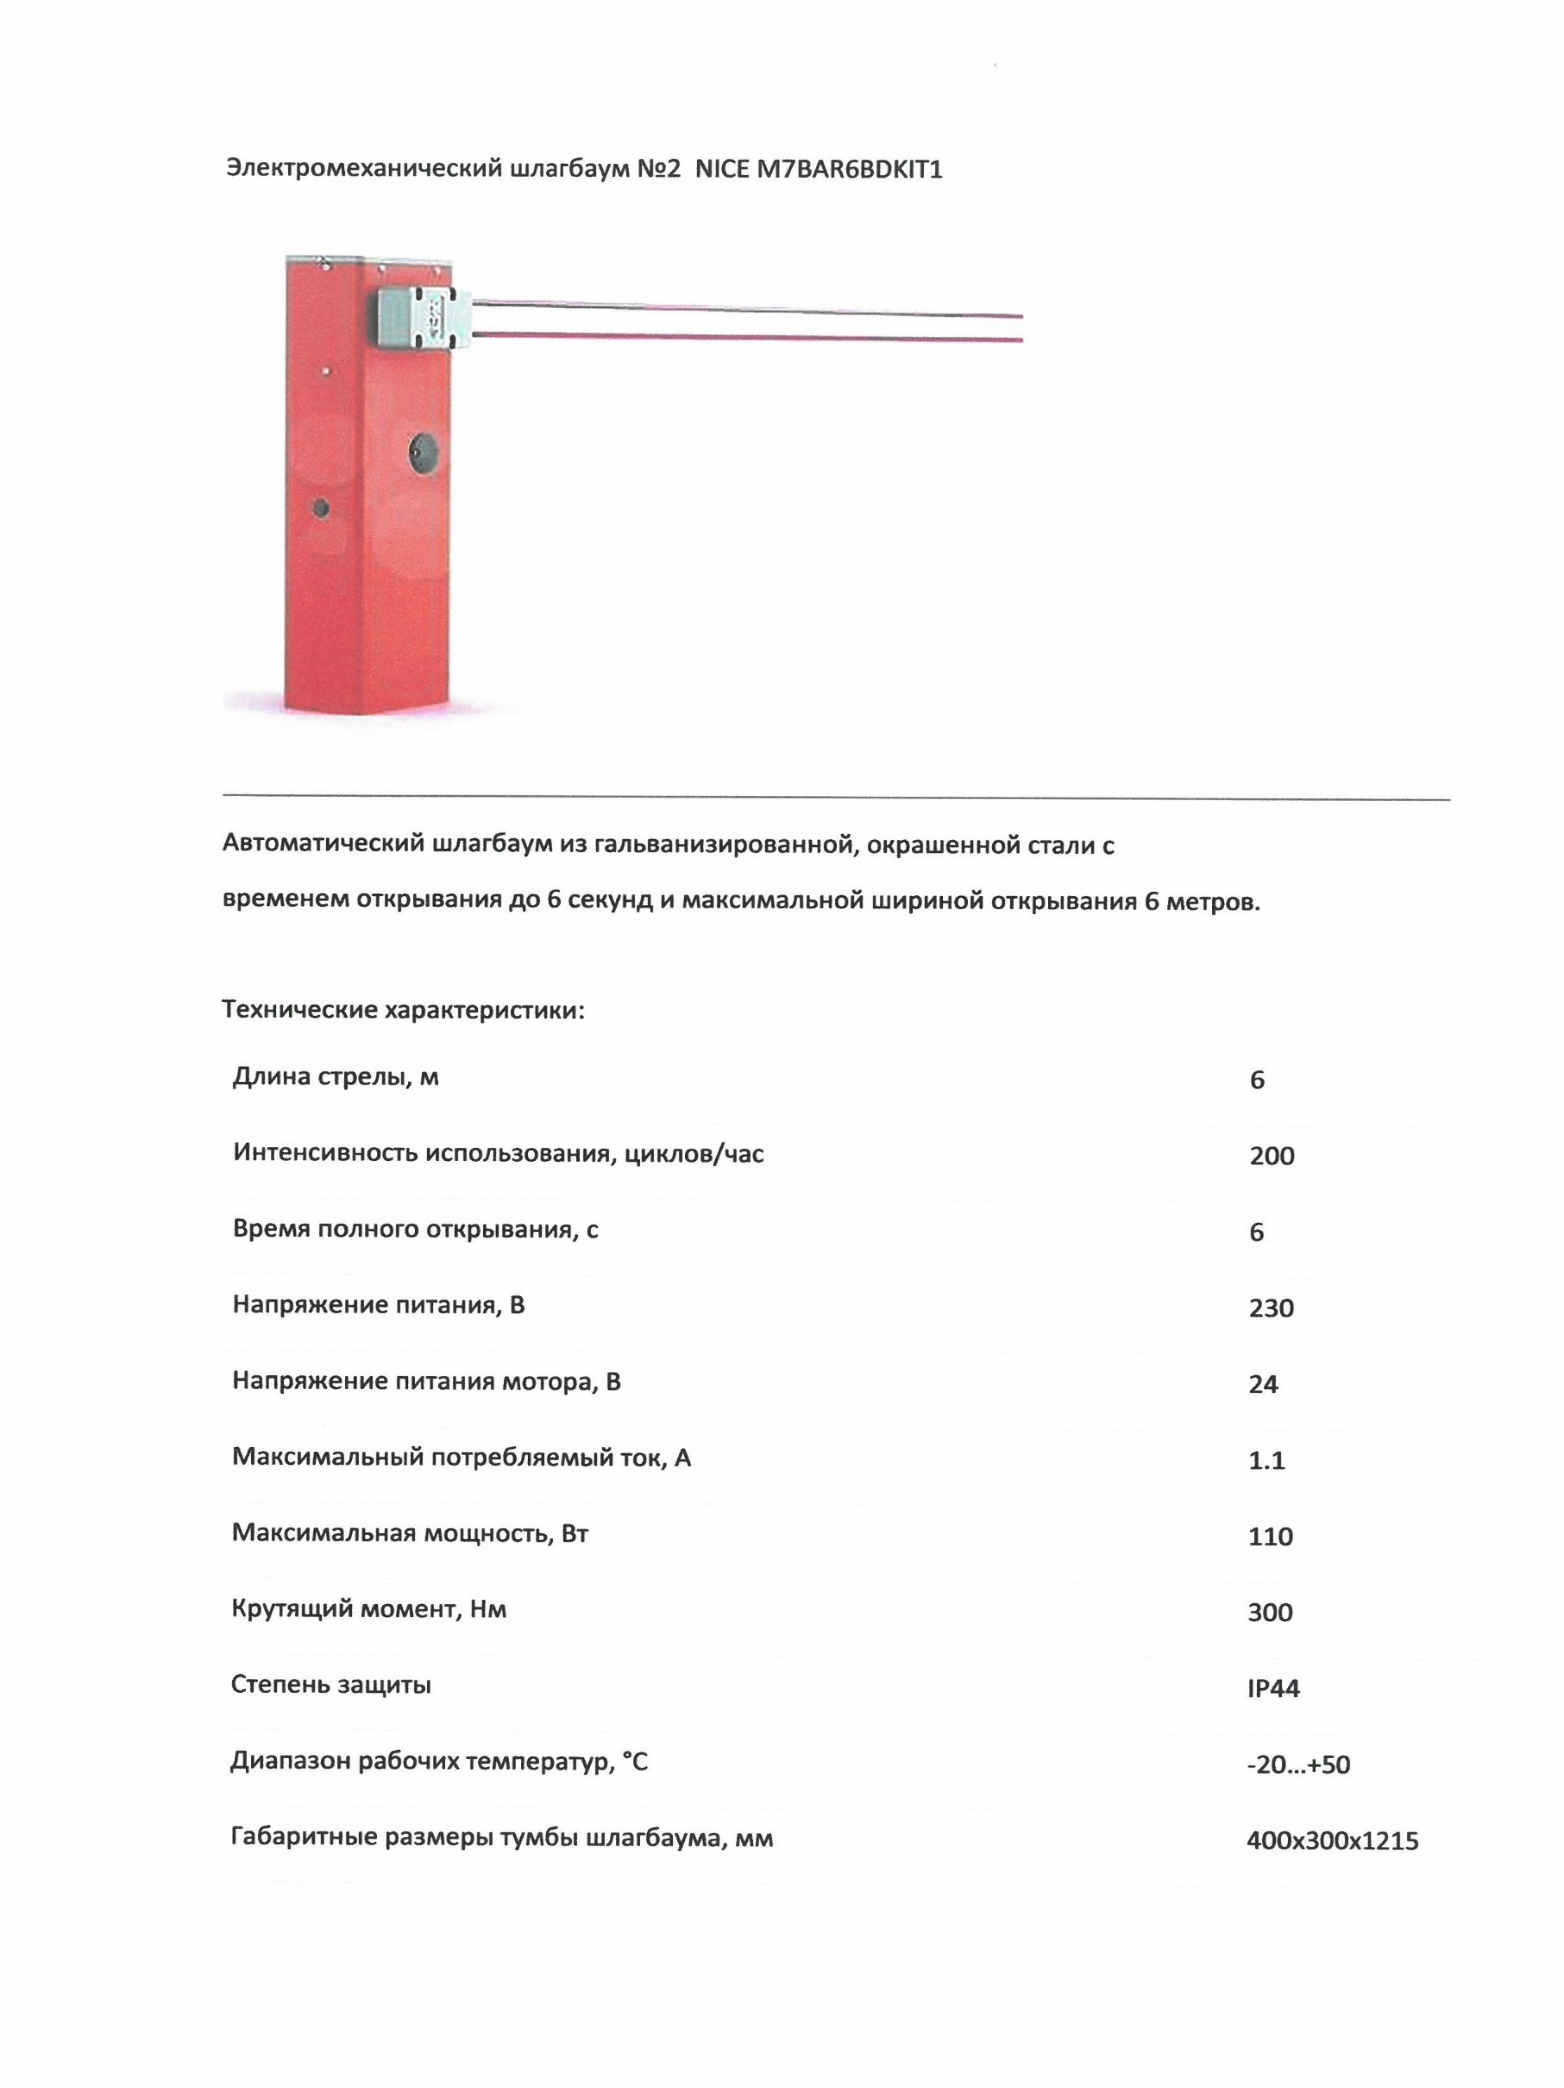 Электромеханический шлагбаум №2 NICE M7BAR6BDKIT1
Автоматический шлагбаум из гальванизированной, окрашенной стали с
временем открывания до 6 секунд и максимальной шириной открывания 6 метров.
Технические характеристики:
Длина стрелы, м 6
Интенсивность использования, циклов/час 200
Время полного открывания, с 6
Напряжение питания, В 230
Напряжение питания мотора, В 24
Максимальный потребляемый ток, А 1.1
Максимальная мощность, Вт 110
Крутящий момент, Нм 300
Степень защиты IP44
Диапазон рабочих температур, °С -20...+50
Габаритные размеры тумбы шлагбаума, мм 400х300х1215